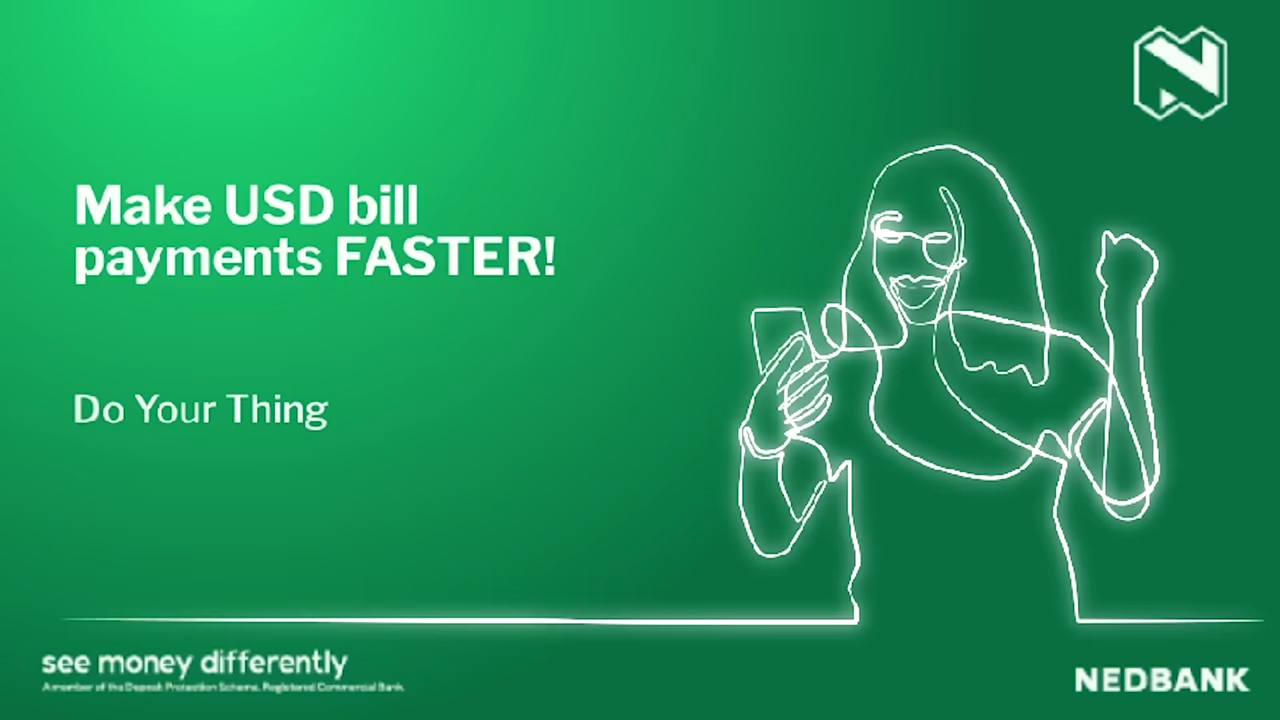 Make USD bill
payments FASTER!
Do Your Thing
see money differently
A member of the Deposit Protection Scheme. Registered Commercial Bank.
NEDBANK